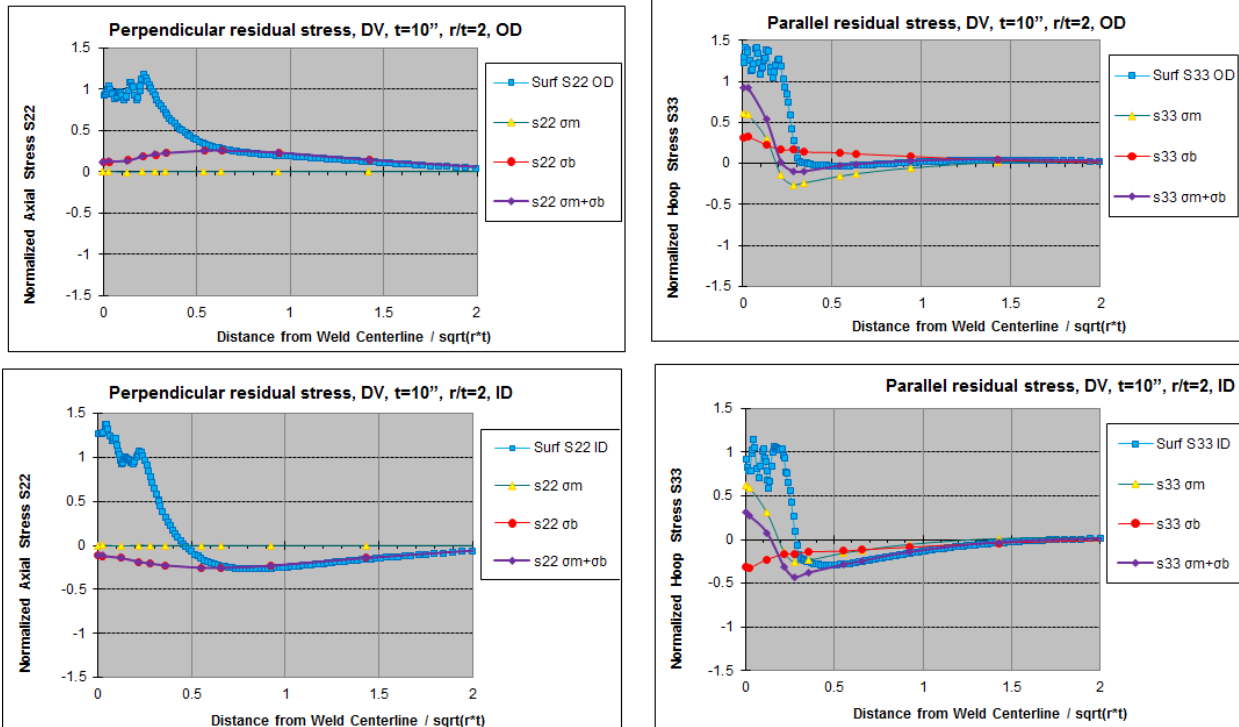 Perpendicular residual stress, DV, t=10”, r/t=2, OD
Normalized Axial Stress S22
1.5
1
0.5
0
-0.5
-1
-1.5
0
0.5
1
1.5
2
Distance from Weld Centerline / sqrt(r*t)
Surf S22 OD
s22 σm
s22 σb
s22 σm+σb
Parallel residual stress, DV, t=10”, r/t=2, OD
Normalized Hoop Stress S33
1.5
1
0.5
0
-0.5
-1
-1.5
0
0.5
1
1.5
2
Distance from Weld Centerline / sqrt(r*t)
Surf S33 OD
s33 σm
s33 σb
s33 σm+σb
Perpendicular residual stress, DV, t=10”, r/t=2, ID
Normalized Axial Stress S22
1.5
1
0.5
0
-0.5
-1
-1.5
0
0.5
1
1.5
2
Distance from Weld Centerline / sqrt(r*t)
Surf S22 ID
s22 σm
s22 σb
s22 σm+σb
Parallel residual stress, DV, t=10”, r/t=2, ID
Normalized Hoop Stress S33
1.5
1
0.5
0
-0.5
-1
-1.5
0
0.5
1
1.5
2
Distance from Weld Centerline / sqrt(r*t)
Surf S33 ID
s33 σm
s33 σb
s33 σm+σb